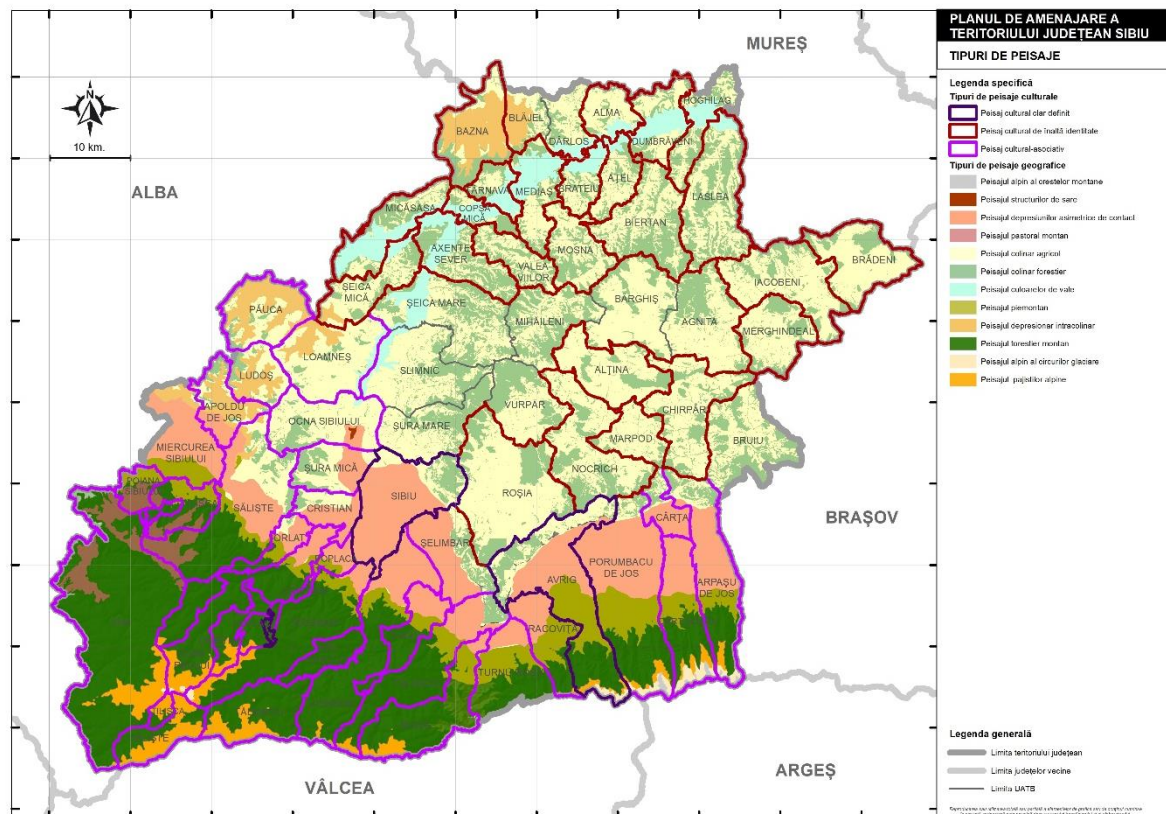 PLANUL DE AMENAJARE A
TERITORIULUI JUDEȚEAN SIBIU
TIPURI DE PEISAJE
Legenda specifică
Tipuri de peisaje culturale
Peisaj cultural clar definit
Peisaj cultural de înaltă identitate
Peisaj cultural-asociativ
Tipuri de peisaje geografice
Peisajul alpin al crestelor montane
Peisajul structurilor de sare
Peisajul depresiunilor asimetrice de contact
Peisajul pastoral montan
Peisajul colinar agricol
Peisajul colinar forestier
Peisajul culoarelor de vale
Peisajul piemontan
Peisajul depresionar intracolinar
Peisajul forestier montan
Peisajul alpin al circurilor glaciare
Peisajul pajistilor alpine
Legenda generală
Limita teritoriului județean
Limita județelor vecine
Limita UATB
N
10 km.
MUREȘ
ALBA
BRAȘOV
VÂLCEA
ARGEȘ
HOGHILAG
BAZNA
BLĂJEL
ALMA
DÂRLOS
DUMBRĂVENI
TÂRNAVA
MEDIAȘ
BRATEIU
AȚEL
LASLEA
MICĂSASA
COPȘA
MICĂ
BIERTAN
AXENTE
SEVER
MOȘNA
BRĂDENI
VALEA
VIILOR
IACOBENI
ȘEICA
MICĂ
ȘEICA MARE
BÂRGHIȘ
PĂUCA
MIHĂILENI
AGNITA
MERGHINDEAL
LOAMNEȘ
SLIMNIC
ALȚINA
LUDOȘ
VURPĂR
CHIRPĂR
APOLDU
DE JOS
OCNA SIBIULUI
ȘURA MARE
MARPOD
BRUIU
MIERCUREA
SIBIULUI
ȘURA MICĂ
NOCRICH
POIANA
SIBIULUI
SIBIU
ROȘIA
SĂLIȘTE
CRISTIAN
CÂRȚA
ORLAT
ȘELIMBĂR
POPLACA
PORUMBACU
DE JOS
AVRIG
ARPAȘU
DE JOS
RACOVIȚA